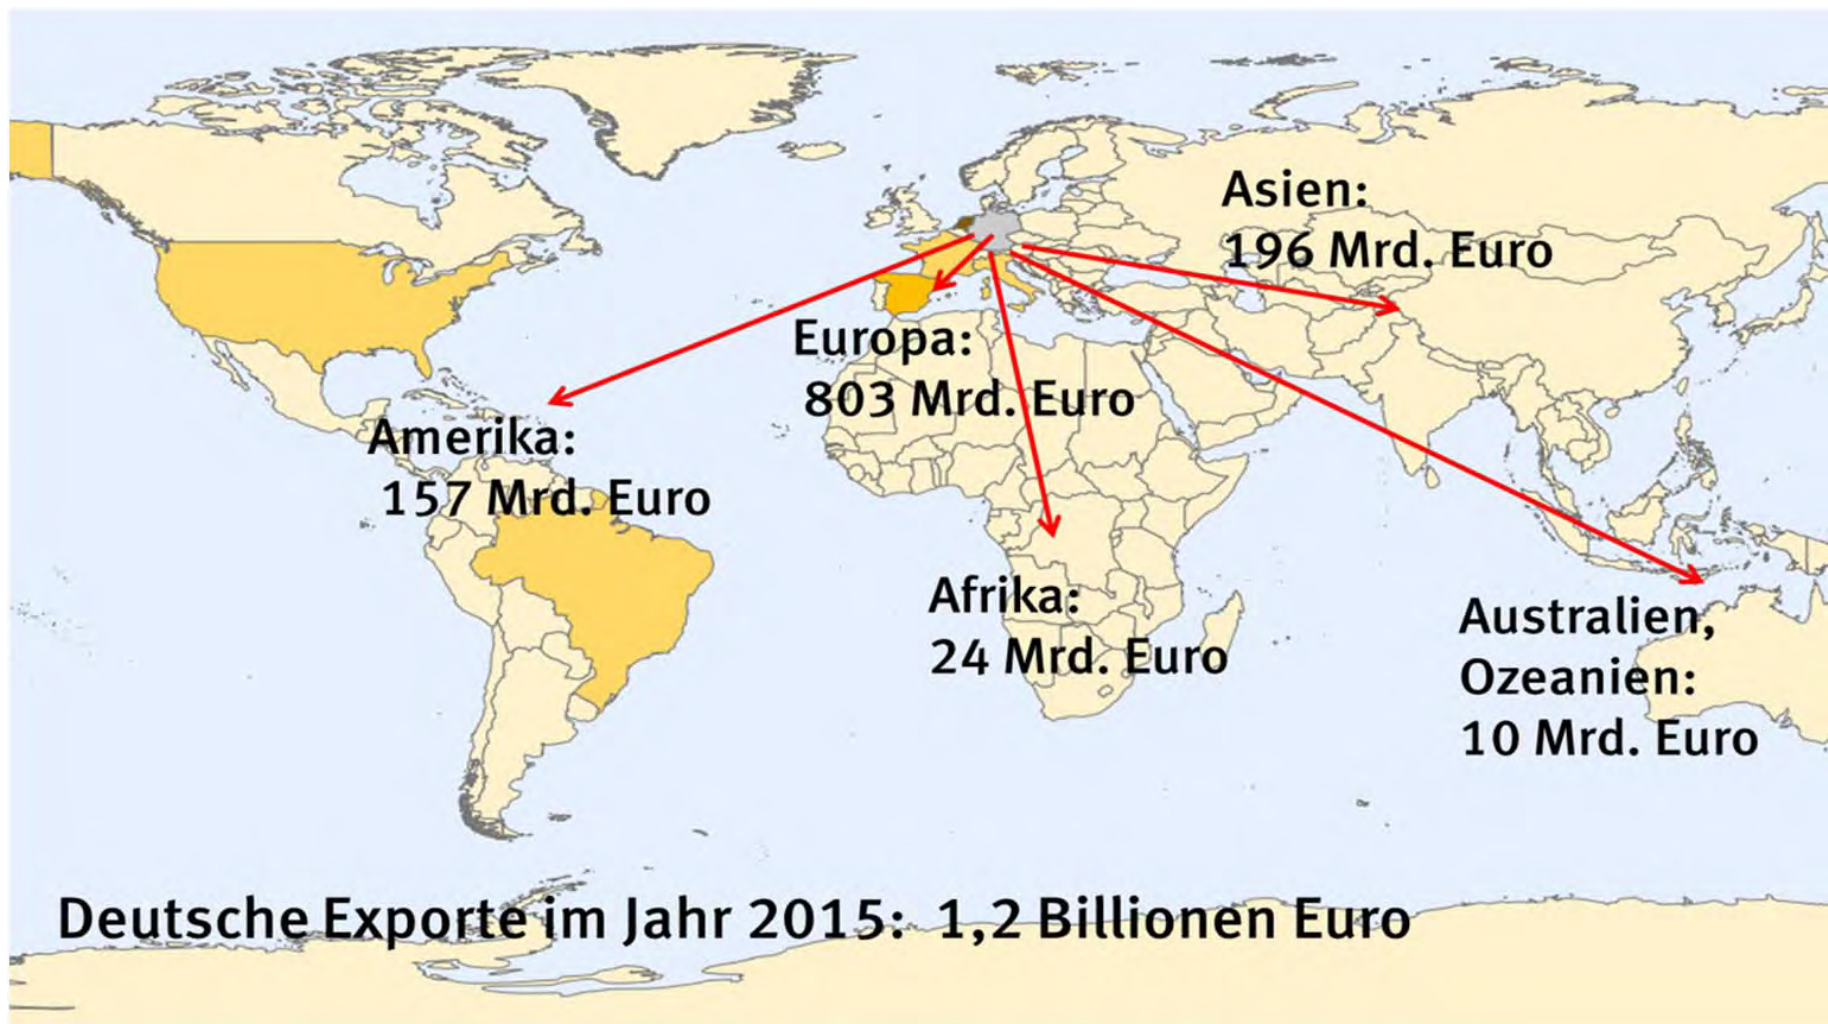 Asien:
196 Mrd. Euro
Europa:
803 Mrd. Euro
Amerika:
157 Mrd. Euro
Afrika:
24 Mrd. Euro
Australien,
Ozeanien:
10 Mrd. Euro
Deutsche Exporte im Jahr 2015: 1,2 Billionen Euro